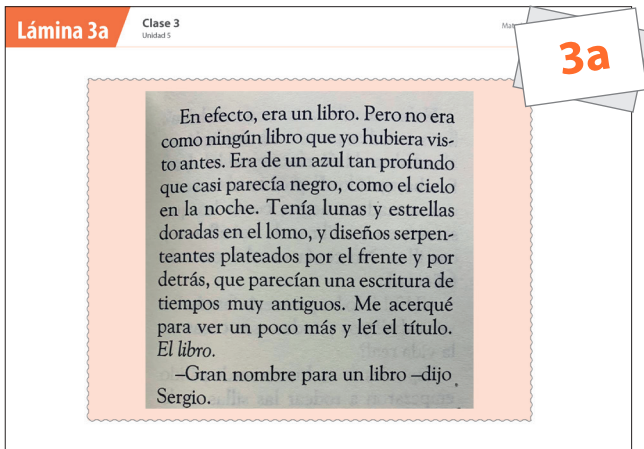 Lámina 3a
Clase 3
Unidad 5
3a
En efecto, era un libro. Pero no era
como ningún libro que yo hubiera vis-
to antes. Era de un azul tan profundo
que casi parecía negro, como el cielo
en la noche. Tenía lunas y estrellas
doradas en el lomo, y diseños serpen-
teantes plateados por el frente y por
detrás, que parecían una escritura de
tiempos muy antiguos. Me acerqué
para ver un poco más y leí el título.
El libro.
–Gran nombre para un libro –dijo
Sergio.